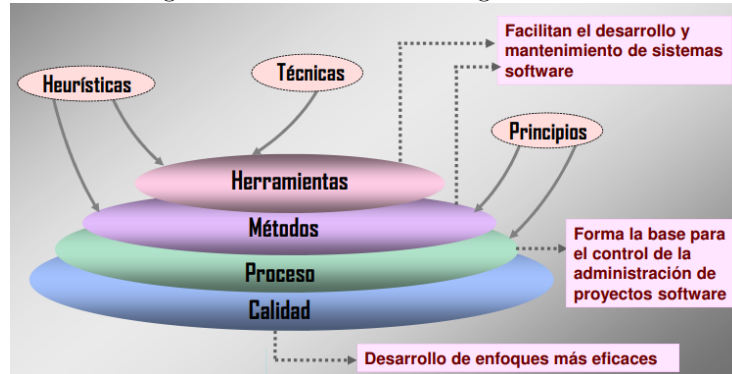 Facilitan el desarrollo y
mantenimiento de sistemas
software
Heurísticas
Técnicas
Principios
Herramientas
Métodos
Proceso
Calidad
Forma la base para
el control de la
administración de
proyectos software
Desarrollo de enfoques más eficaces